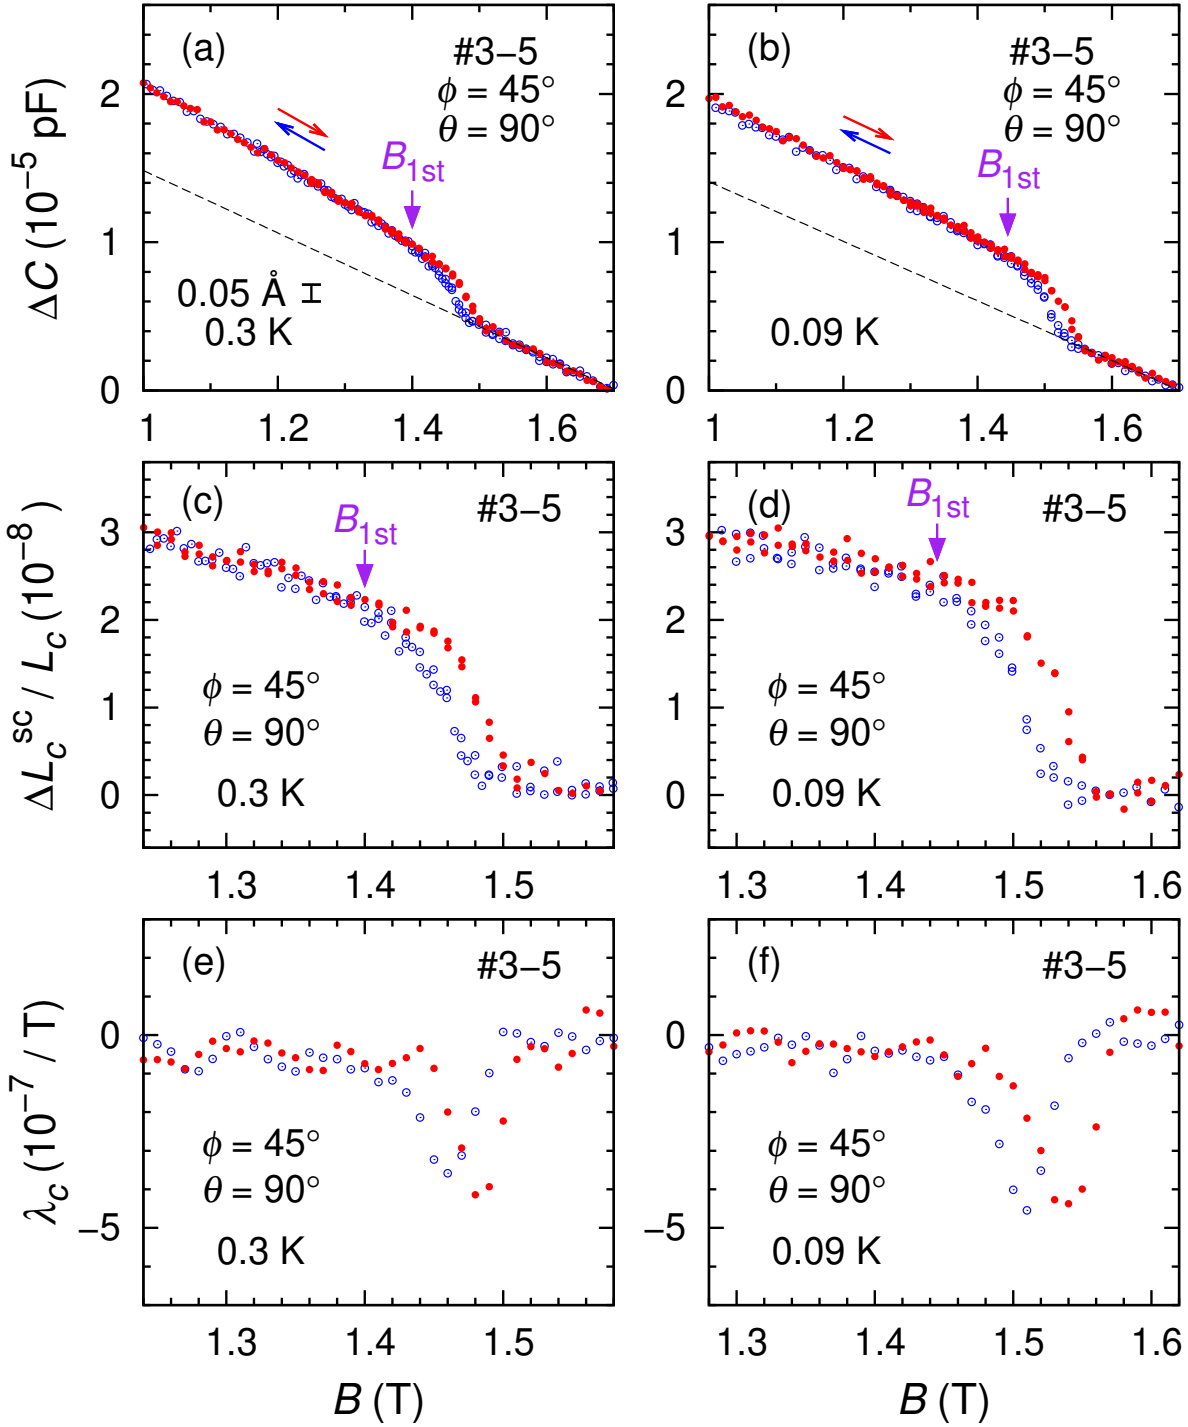 (a)
#3−5
ϕ = 45°
θ = 90°
B1st
0.05 Å
0.3 K
ΔC (10−5 pF)
2
1
0
1
1.2
1.4
1.6
(b)
#3−5
ϕ = 45°
θ = 90°
B1st
0.09 K
2
1
0
1
1.2
1.4
1.6
(c)
#3−5
B1st
ϕ = 45°
θ = 90°
0.3 K
ΔLcsc / Lc (10−8)
3
2
1
0
1.3
1.4
1.5
(d)
#3−5
B1st
ϕ = 45°
θ = 90°
0.09 K
3
2
1
0
1.3
1.4
1.5
1.6
(e)
#3−5
ϕ = 45°
θ = 90°
0.3 K
λc (10−7 / T)
0
−5
1.3
1.4
1.5
B (T)
(f)
#3−5
ϕ = 45°
θ = 90°
0.09 K
0
−5
1.3
1.4
1.5
1.6
B (T)